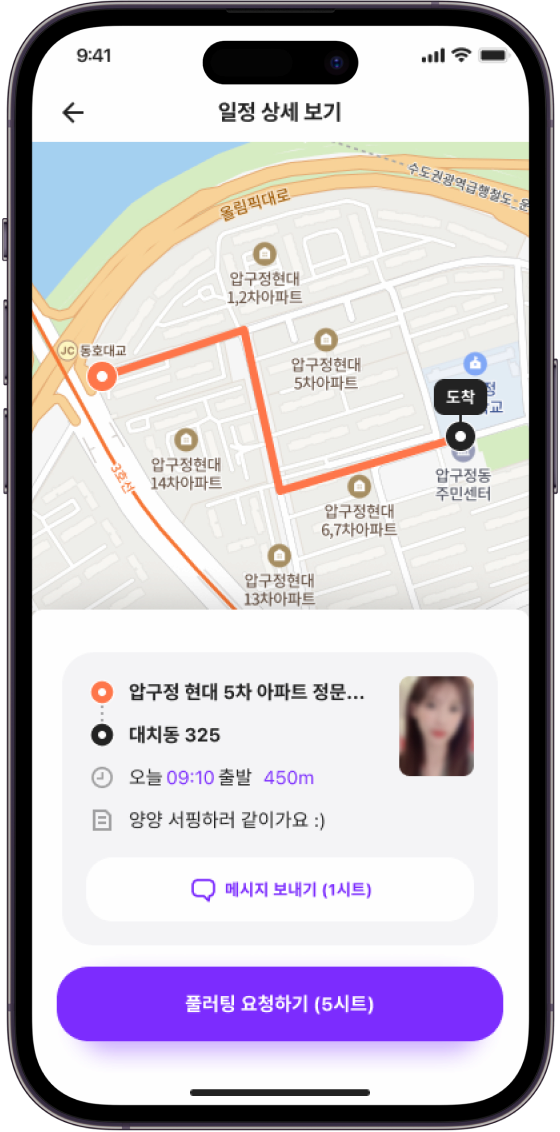 9:41
일정 상세 보기
수도권광역급행철도_운
올림픽대로
압구정현대
1,2차아파트
JC 동호대교
압구정현대
5차아파트
도착
압구정현대
14차아파트
3호선
압구정동
주민센터
압구정현대
6,7차아파트
압구정현대
13차아파트
압구정 현대 5차 아파트 정문...
대치동 325
오늘 09:10 출발 450m
양양 서핑하러 같이가요 :)
메시지 보내기 (1시트)
풀러팅 요청하기 (5시트)